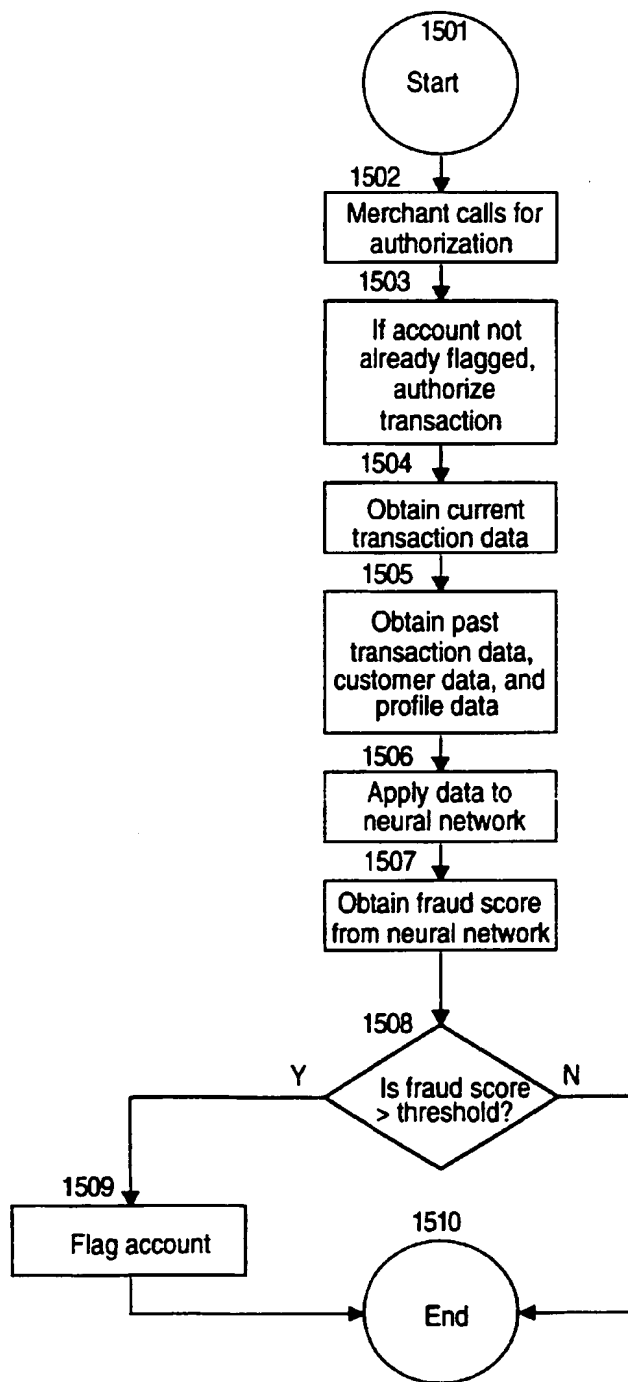 1501
Start
1502
Merchant calls for
authorization
1503
If account not
already flagged,
authorize
transaction
1504
Obtain current
transaction data
1505
Obtain past
transaction data,
customer data, and
profile data
1506
Apply data to
neural network
1507
Obtain fraud score
from neural network
1508
Y
Is fraud score
> threshold?
N
1509
Flag account
1510
End